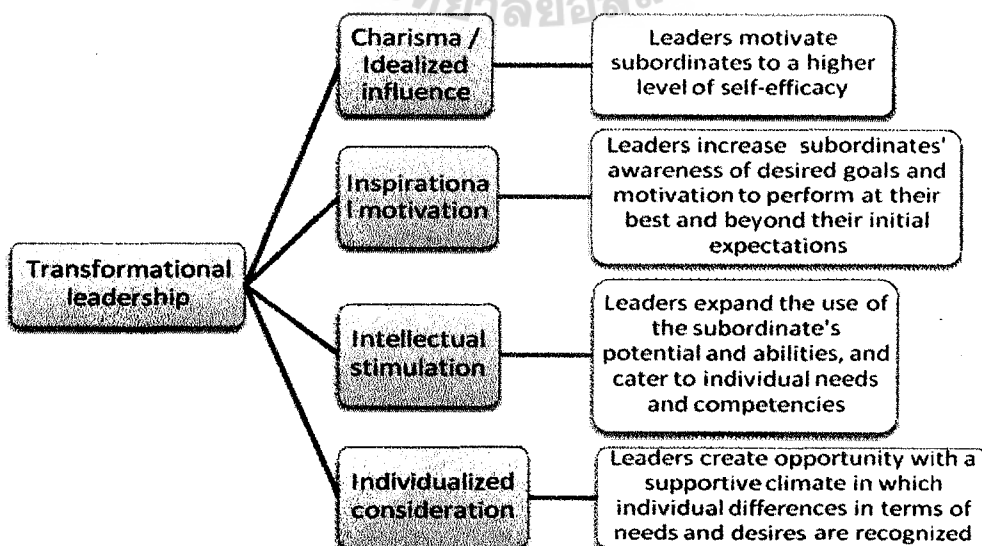 Charisma /
Idealized
influence
Leaders motivate
subordinates to a higher
level of self-efficacy
Inspirationa
l motivation
Leaders increase subordinates'
awareness of desired goals and
motivation to perform at their
best and beyond their initial
expectations
Transformational
leadership
Intellectual
stimulation
Leaders expand the use of
the subordinate's
potential and abilities, and
cater to individual needs
and competencies
Individualized
consideration
Leaders create opportunity with a
supportive climate in which
individual differences in terms of
needs and desires are recognized